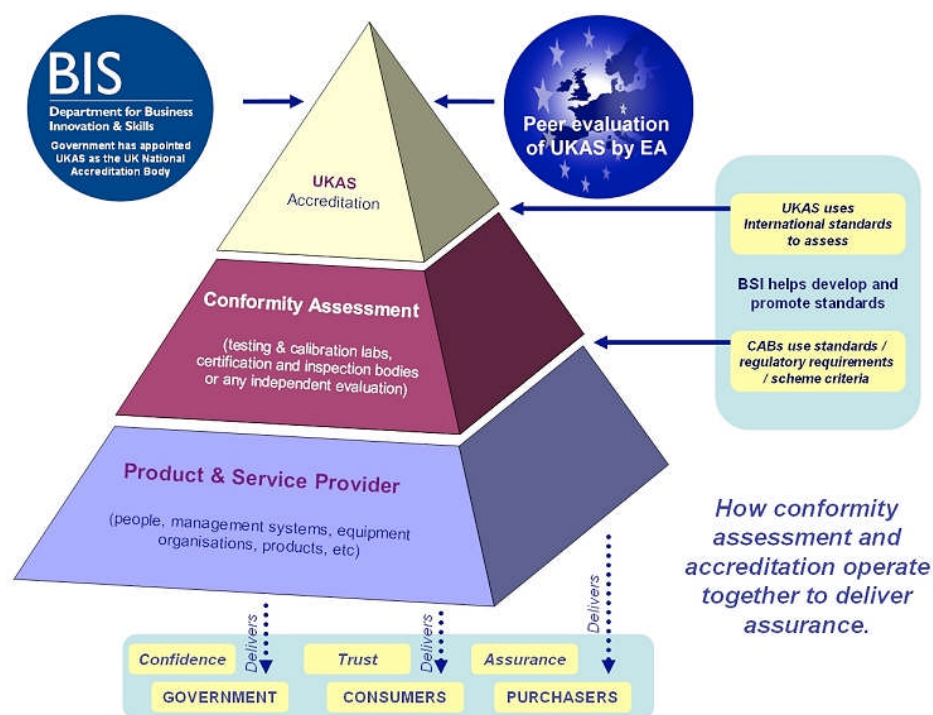 BIS
Department for Business
Innovation & Skills
Government has appointed
UKAS as the UK National
Accreditation Body
Peer evaluation
of UKAS by EA
UKAS
Accreditation
UKAS uses
International standards
to assess
BSI helps develop and
promote standards
CABs use standards /
regulatory requirements
/ scheme criteria
Conformity Assessment
(testing & calibration labs,
certification and inspection bodies
or any independent evaluation)
Product & Service Provider
(people, management systems, equipment
organisations, products, etc)
How conformity
assessment and
accreditation operate
together to deliver
assurance.
Delivers
Delivers
Delivers
Confidence
Trust
Assurance
GOVERNMENT
CONSUMERS
PURCHASERS